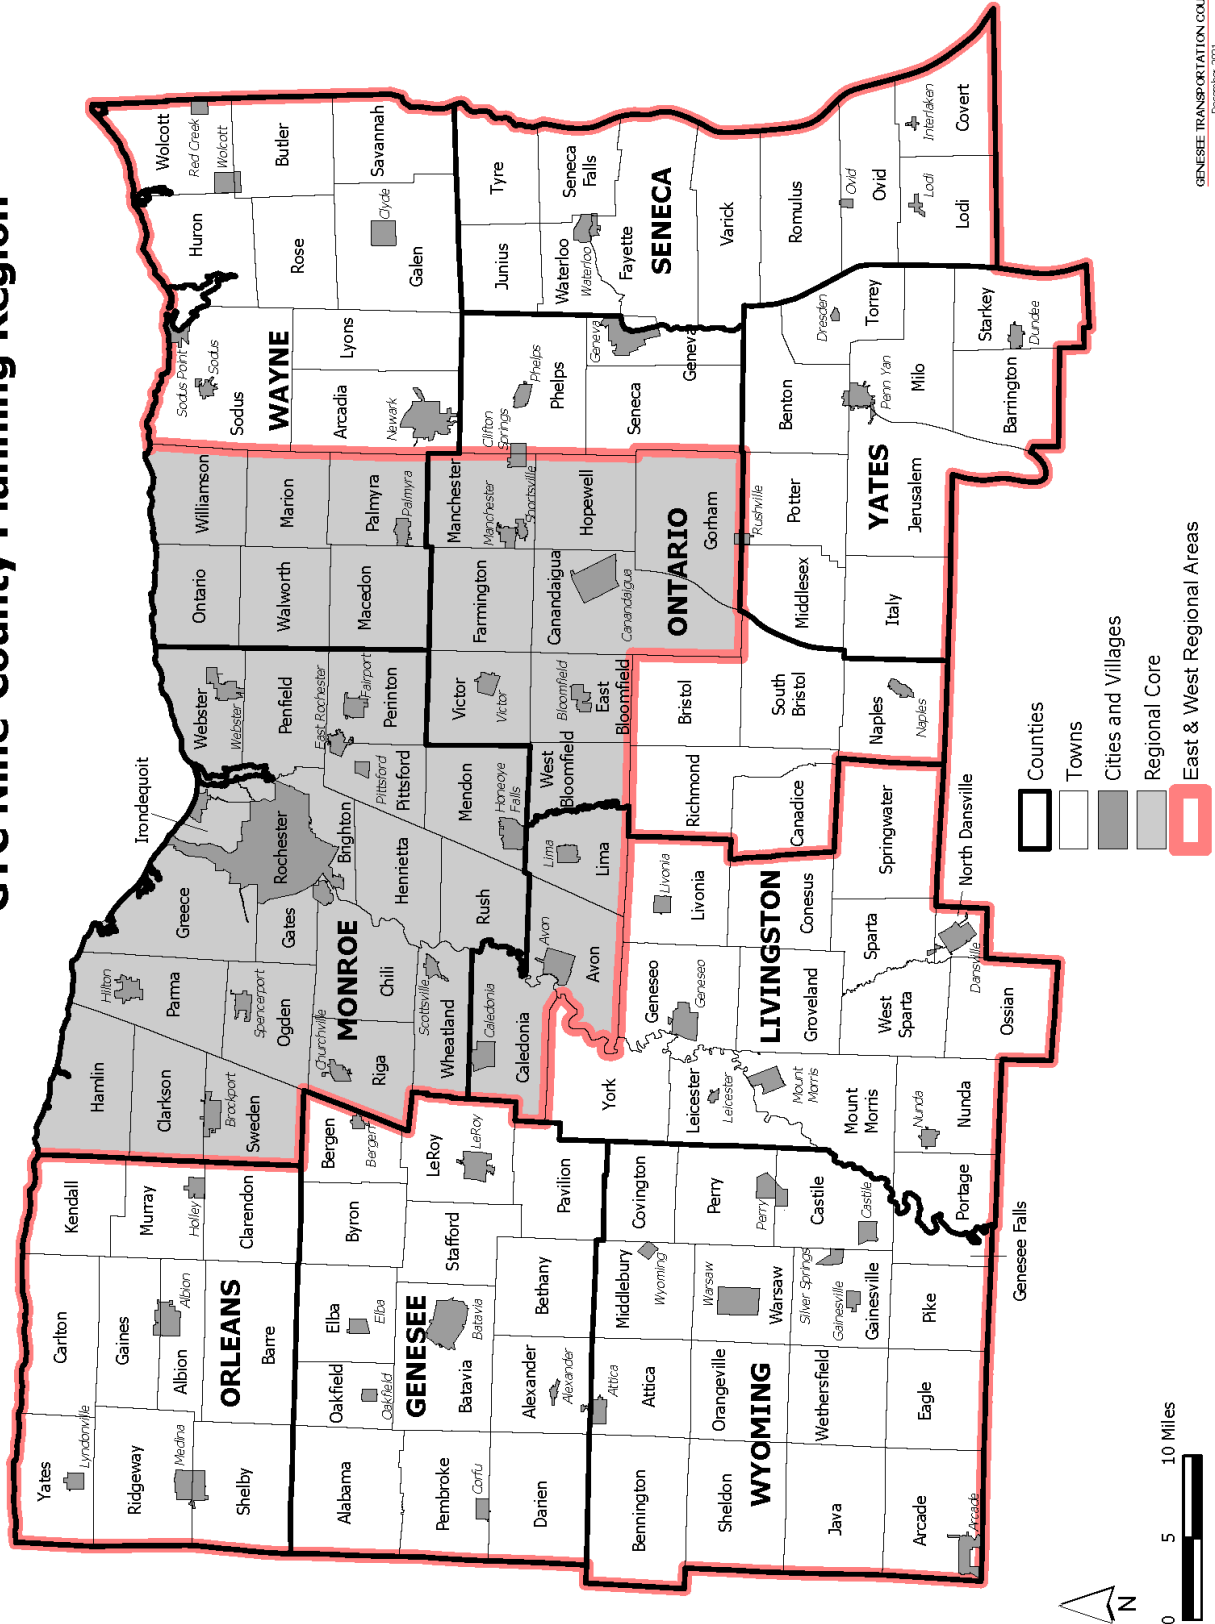 GTC Nine-County Planning Region
GENESEE TRANSPORTATION COU
December 2021
Yates
Lyndonville
Carlton
Kendall
Hamlin
Ridgeway
Medina
Gaines
Murray
Holley
Clarkson
Albion
Albion
Shelby
Barre
Clarendon
ORLEANS
Sweden
Brockport
Hilton
Parma
Greece
Irondequoit
Spencerport
Ogden
Gates
Rochester
Webster
Webster
Penfield
East Rochester
Fairport
Perinton
Pittsford
Pittsford
Brighton
Henrietta
MONROE
Chili
Churchville
Riga
Scottsville
Wheatland
Rush
Mendon
Honeoye
Falls
Ontario
Williamson
Walworth
Marion
Macedon
Palmyra
Palmyra
Sodus Point
Sodus
Sodus
WAYNE
Huron
Wolcott
Red Creek
Wolcott
Rose
Butler
Arcadia
Newark
Lyons
Galen
Clyde
Savannah
Alabama
Oakfield
Oakfield
Elba
Elba
Byron
Bergen
Bergen
GENESEE
Pembroke
Corfu
Batavia
Batavia
Stafford
LeRoy
LeRoy
Darien
Alexander
Alexander
Bethany
Pavilion
Caledonia
Caledonia
Avon
Avon
Lima
Lima
Victor
Victor
Farmington
Manchester
Manchester
Shortsville
Clifton
Springs
Phelps
Phelps
West
Bloomfield
Bloomfield
East
Bloomfield
Canandaigua
Canandaigua
Hopewell
Seneca
Geneva
Geneva
ONTARIO
Gorham
Bristol
Richmond
South
Bristol
Canadice
Naples
Naples
Junius
Tyre
Waterloo
Waterloo
Seneca
Falls
Fayette
SENECA
Varick
Romulus
Ovid
Ovid
Lodi
Lodi
Interlaken
Covert
Rushville
Middlesex
Potter
Benton
Dresden
Torrey
YATES
Italy
Jerusalem
Penn Yan
Milo
Barrington
Starkey
Dundee
Bennington
Attica
Attica
Middlebury
Wyoming
Covington
Sheldon
Orangeville
Warsaw
Warsaw
Perry
Perry
WYOMING
Java
Wethersfield
Silver Springs
Gainesville
Gainesville
Castile
Castile
Arcade
Arcade
Eagle
Pike
Genesee Falls
York
Leicester
Leicester
Geneseo
Geneseo
Livonia
Livonia
LIVINGSTON
Mount
Morris
Mount
Morris
Groveland
Conesus
Nunda
Nunda
Portage
West
Sparta
Sparta
Springwater
Ossian
Dansville
North Dansville
N
0
5
10 Miles
Counties
Towns
Cities and Villages
Regional Core
East & West Regional Areas